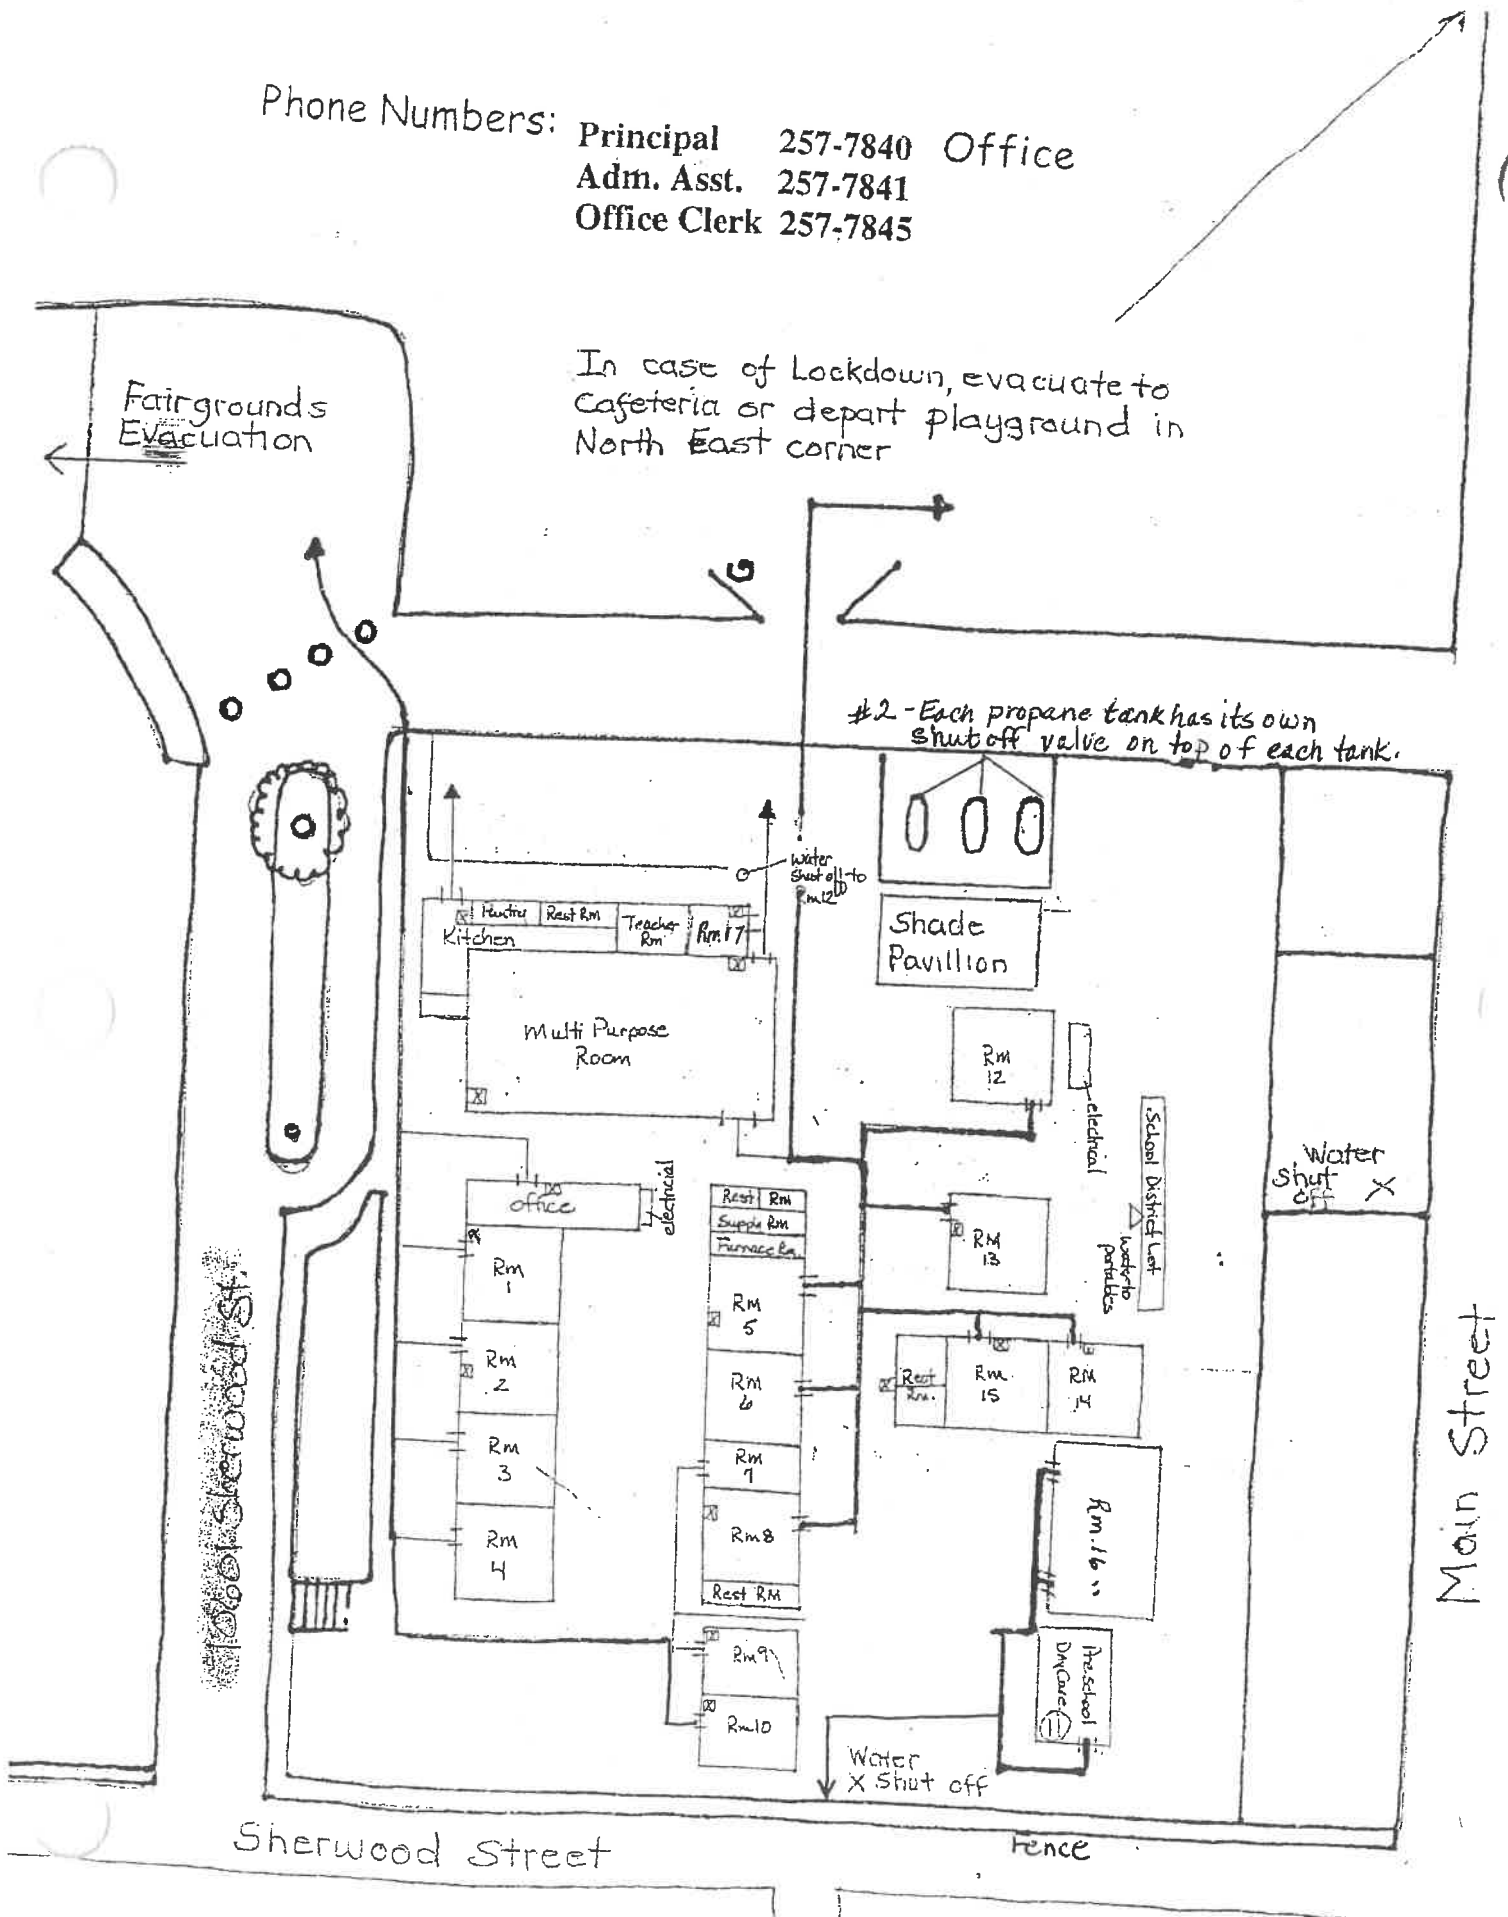 Phone Numbers:
Principal 257-7840 Office
Adm. Asst. 257-7841
Office Clerk 257-7845
In case of Lockdown, evacuate to
Cafeteria or depart playground in
North East corner
Fairgrounds
Evacuation
G
#2 - Each propane tank has its own
shut off valve on top of each tank.
water
shut off to
Rm 12
Rest Rm
Teacher
Rm
Rm 17
Kitchen
Shade
Pavillion
Multi Purpose
Room
Rm
12
electrical
School District Lot
Water
Shut
off X
water to
portables
office
electricial
Rest Rm
Supply Rm
Furnace Rm
Rm
1
Rm
13
Rm
5
Rm
2
Rm
6
Rest
Rm.
Rm.
15
Rm
14
Rm
3
Rm
7
Rm
4
Rm 8
Rest RM
Rm. 16
Rm 9
Rm 10
Preschool
DayCare
11
Water
X Shut off
Sherwood St.
Main Street
Sherwood Street
Fence